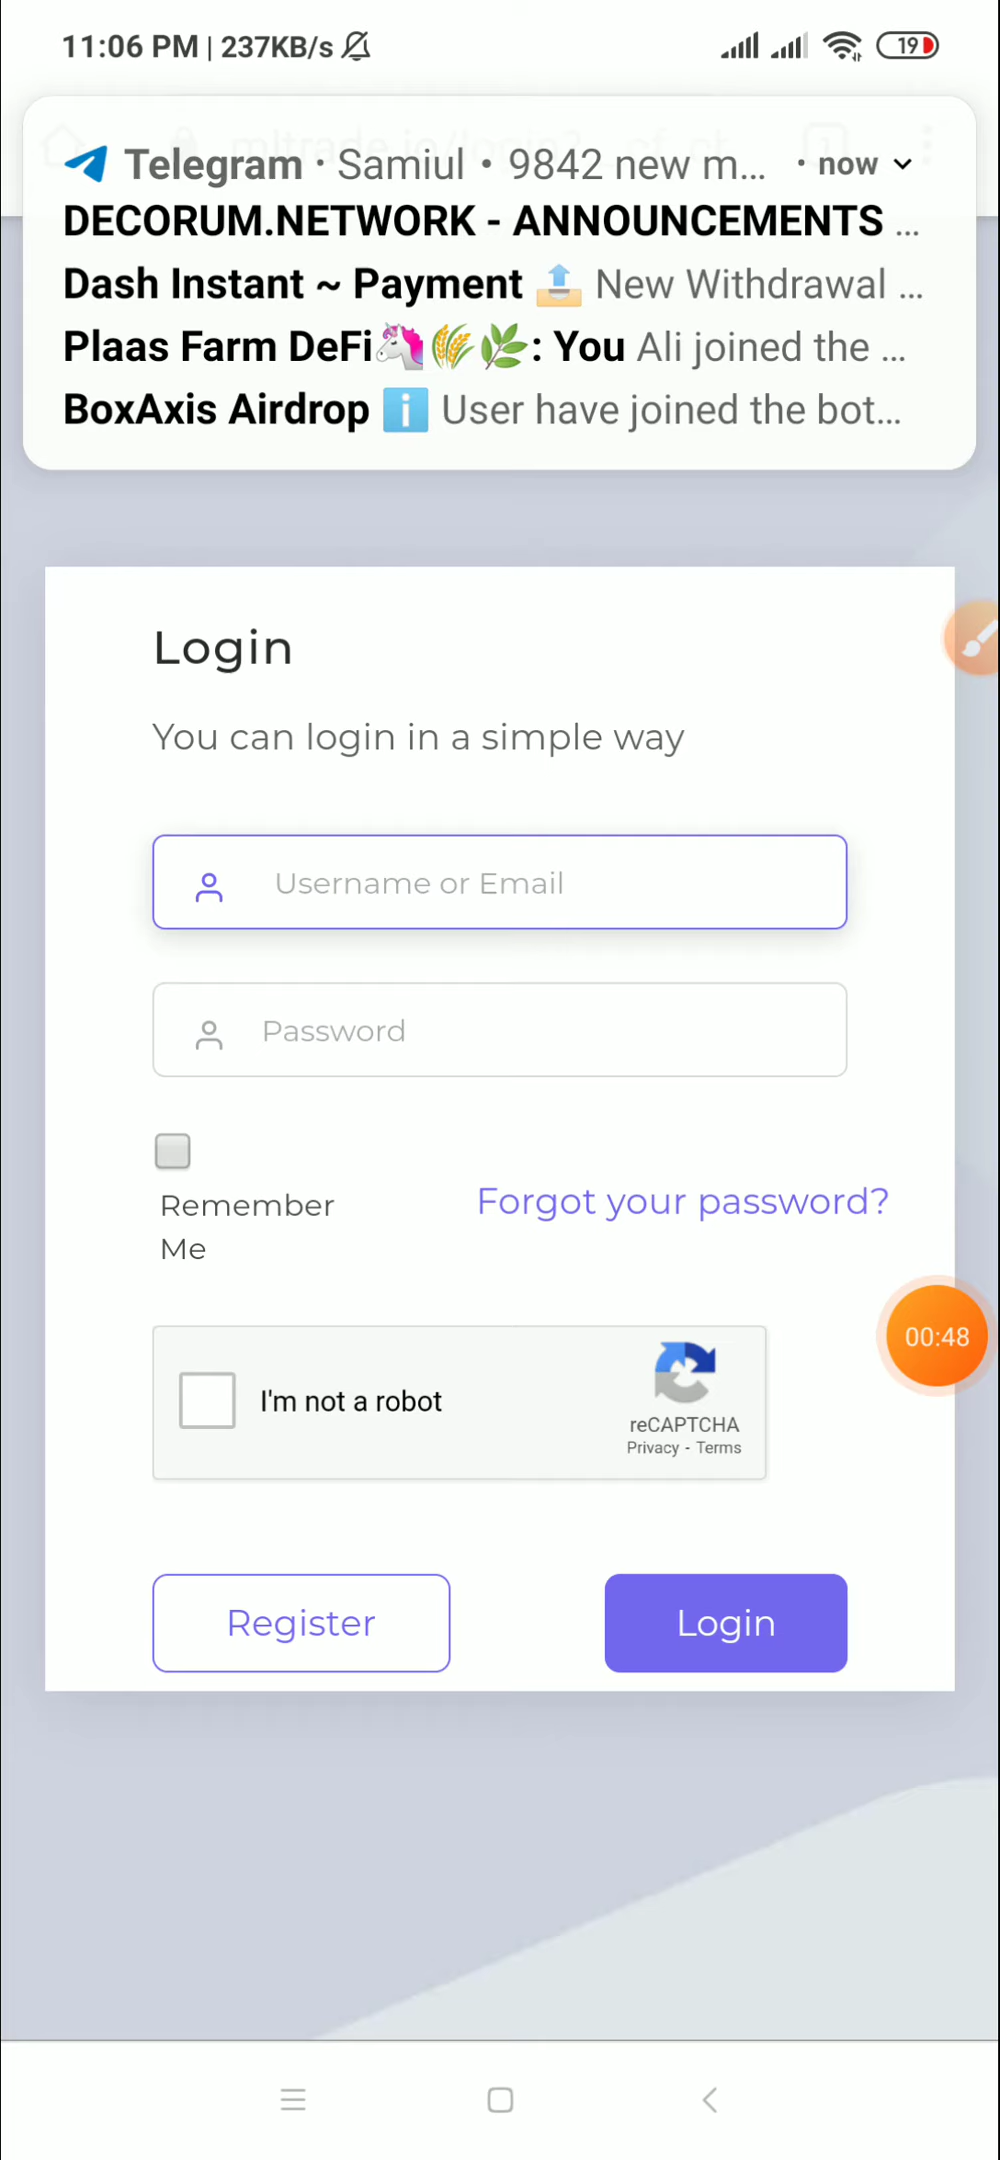 11:06 PM | 237KB/s
19
Telegram · Samiul • 9842 new m... · now
DECORUM.NETWORK - ANNOUNCEMENTS ...
Dash Instant ~ Payment 📤 New Withdrawal ...
Plaas Farm DeFi🦄🌾🌿: You Ali joined the ...
BoxAxis Airdrop ℹ️ User have joined the bot...
Login
You can login in a simple way
Username or Email
Password
Remember
Me
Forgot your password?
00:48
I'm not a robot
reCAPTCHA
Privacy - Terms
Register
Login